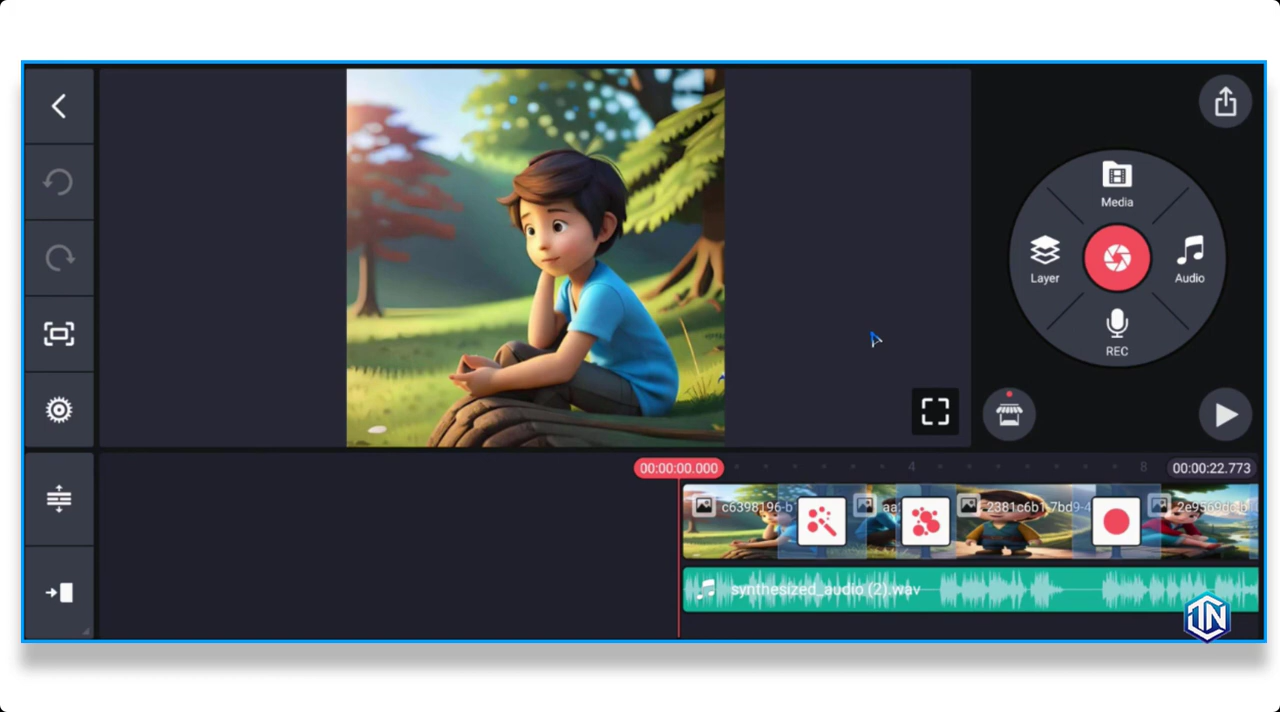 Media
Layer
Audio
REC
00:00:00.000
4
8
00:00:22.773
c6398196-b
aa
2381c6b1-7bd9-4
synthesized_audio (2).wav